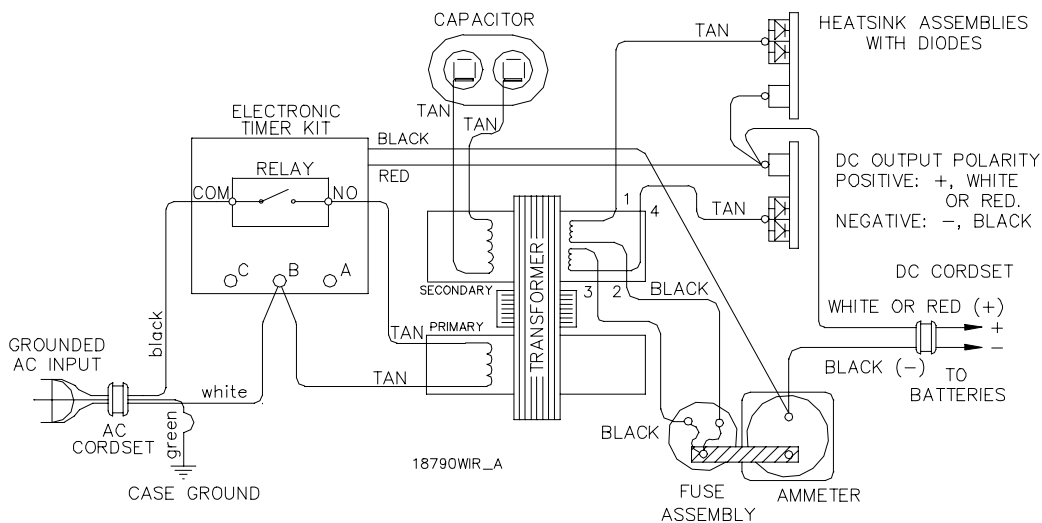 CAPACITOR
TAN
HEATSINK ASSEMBLIES
WITH DIODES
TAN
TAN
ELECTRONIC
TIMER KIT
BLACK
RED
RELAY
COM
NO
DC OUTPUT POLARITY
POSITIVE: +, WHITE
OR RED.
NEGATIVE: −, BLACK
1
4
TAN
C
B
A
SECONDARY
3
2
BLACK
DC CORDSET
WHITE OR RED (+)
+
−
BLACK (−)
TO
BATTERIES
TRANSFORMER
PRIMARY
TAN
TAN
black
GROUNDED
AC INPUT
white
AC
CORDSET
green
CASE GROUND
BLACK
18790WIR_A
FUSE
ASSEMBLY
AMMETER